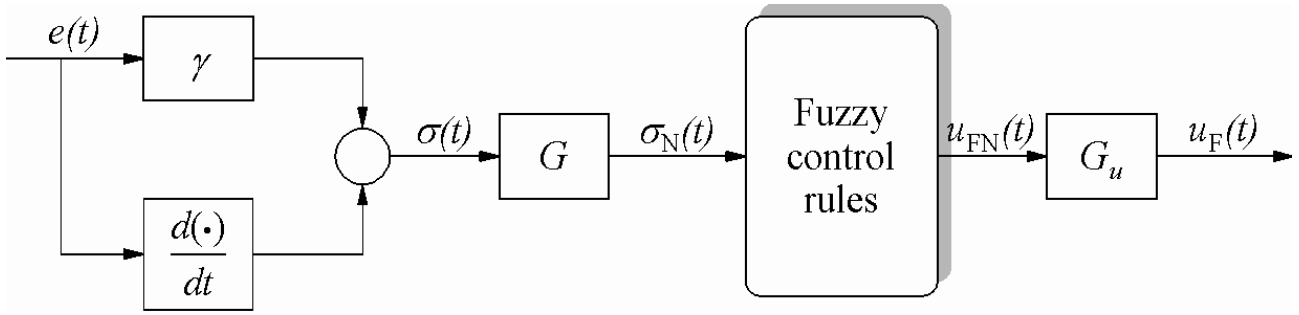 e(t)
γ
σ(t)
G
σ_N(t)
Fuzzy
control
rules
u_FN(t)
G_u
u_F(t)
d(·)
dt